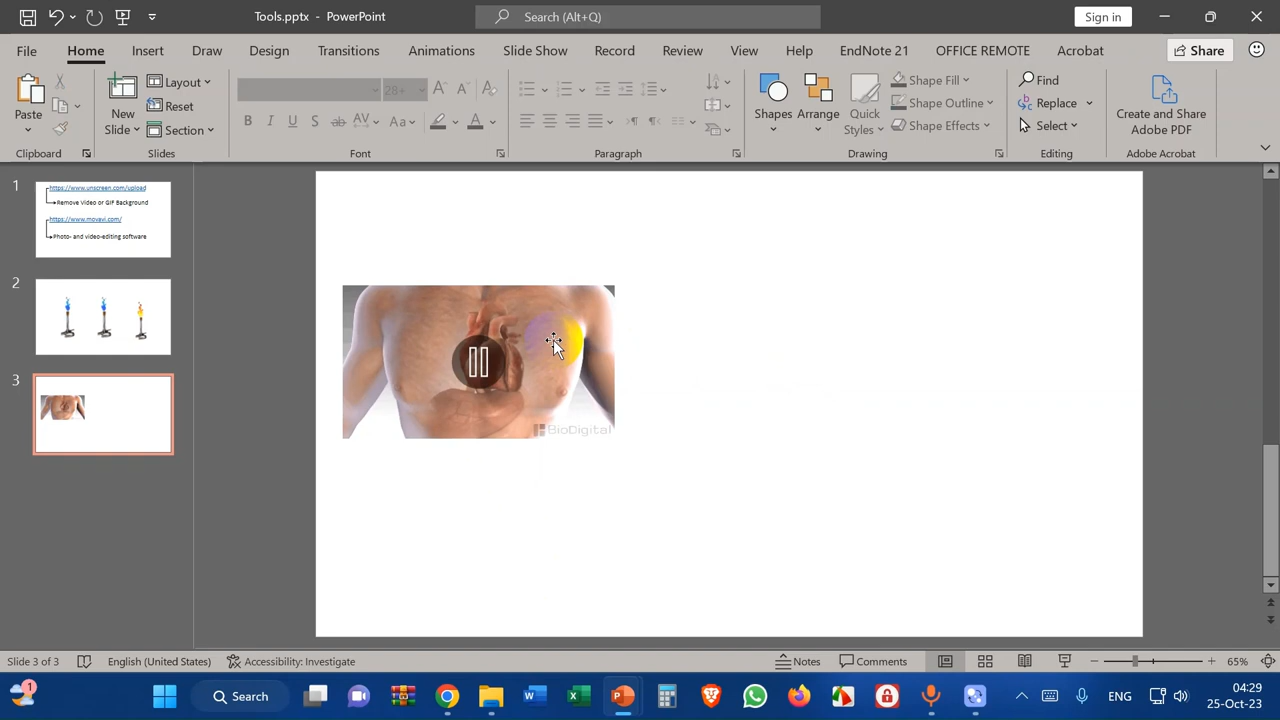 Tools.pptx - PowerPoint
Search (Alt+Q)
Sign in
File Home Insert Draw Design Transitions Animations Slide Show Record Review View Help EndNote 21 OFFICE REMOTE Acrobat Share
Paste
Clipboard
New Slide
Layout
Reset
Section
Slides
28+
B I U S ab AV Aa
A
Font
Paragraph
Shapes
Arrange
Quick Styles
Shape Fill
Shape Outline
Shape Effects
Drawing
Find
Replace
Select
Editing
Create and Share Adobe PDF
Adobe Acrobat
1
https://www.unscreen.com/upload
Remove Video or GIF Background
https://www.movavi.com/
Photo- and video-editing software
2
3
BioDigital
Slide 3 of 3 English (United States) Accessibility: Investigate Notes Comments 65%
1
Search
ENG
04:29
25-Oct-23